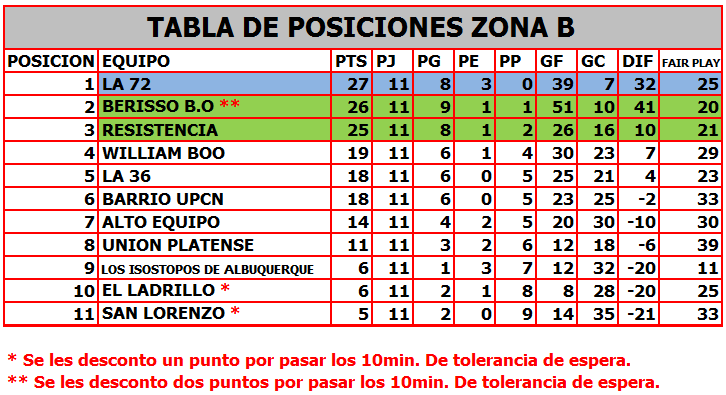 TABLA DE POSICIONES ZONA B
POSICION EQUIPO PTS PJ PG PE PP GF GC DIF FAIR PLAY
1 LA 72 27 11 8 3 0 39 7 32 25
2 BERISSO B.O ** 26 11 9 1 1 51 10 41 20
3 RESISTENCIA 25 11 8 1 2 26 16 10 21
4 WILLIAM BOO 19 11 6 1 4 30 23 7 29
5 LA 36 18 11 6 0 5 25 21 4 23
6 BARRIO UPCN 18 11 6 0 5 23 25 -2 33
7 ALTO EQUIPO 14 11 4 2 5 20 30 -10 30
8 UNION PLATENSE 11 11 3 2 6 12 18 -6 39
9 LOS ISOSTOPOS DE ALBUQUERQUE 6 11 1 3 7 12 32 -20 11
10 EL LADRILLO * 6 11 2 1 8 8 28 -20 25
11 SAN LORENZO * 5 11 2 0 9 14 35 -21 33
* Se les desconto un punto por pasar los 10min. De tolerancia de espera.
** Se les desconto dos puntos por pasar los 10min. De tolerancia de espera.